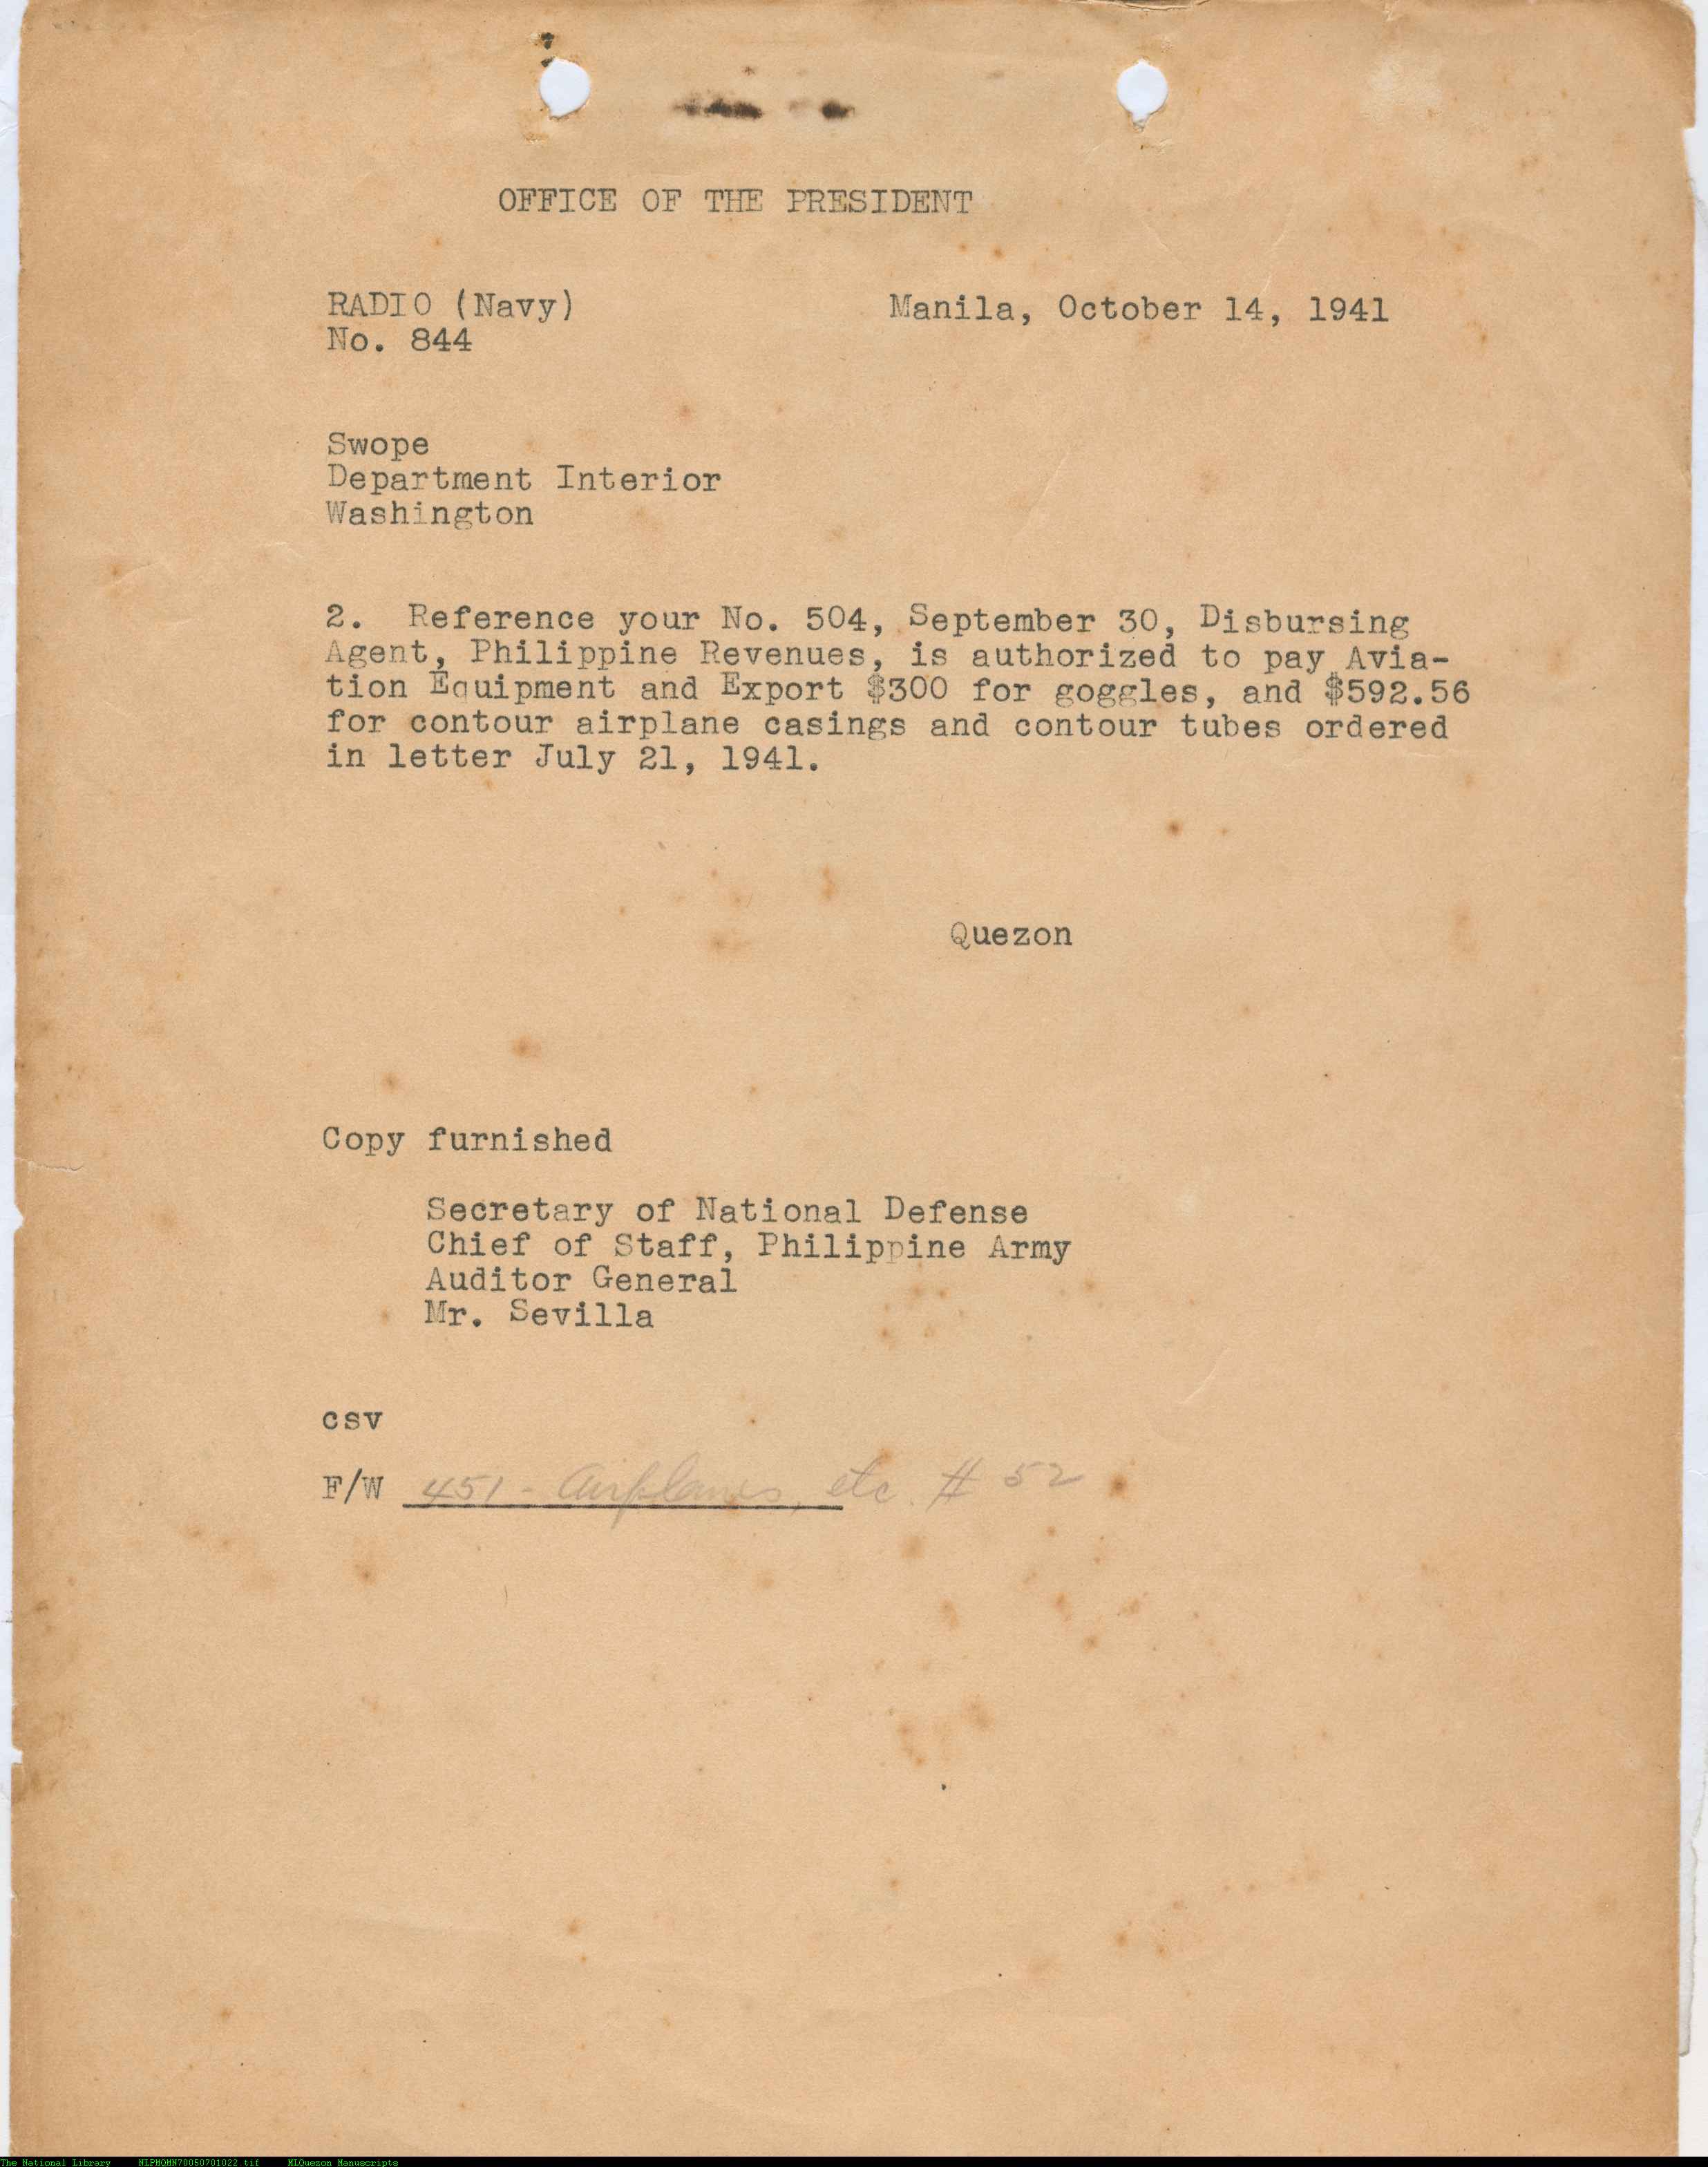 OFFICE OF THE PRESIDENT
RADIO (Navy)
No. 844
Manila, October 14, 1941
Swope
Department Interior
Washington
2. Reference your No. 504, September 30, Disbursing
Agent, Philippine Revenues, is authorized to pay Avia-
tion Equipment and Export $300 for goggles, and $592.56
for contour airplane casings and contour tubes ordered
in letter July 21, 1941.
Quezon
Copy furnished
Secretary of National Defense
Chief of Staff, Philippine Army
Auditor General
Mr. Sevilla
csv
F/W 451 - Airplanes, etc. # 52
The National Library NLPMQMN70050701022.tif MLQuezon Manuscripts